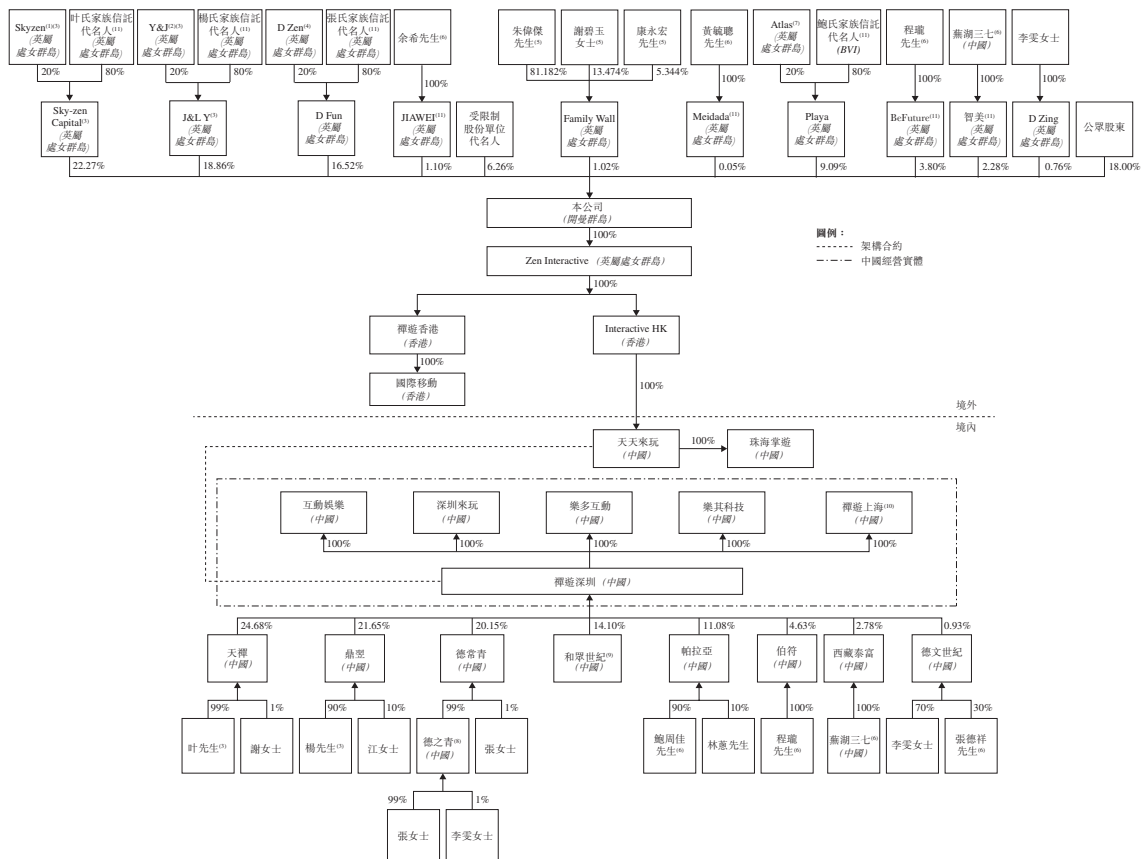 Skyzen(1)(3)
(英屬
處女群島)
叶氏家族信託
代名人(11)
(英屬
處女群島)
Y&J(2)(3)
(英屬
處女群島)
楊氏家族信託
代名人(11)
(英屬
處女群島)
D Zen(4)
(英屬
處女群島)
張氏家族信託
代名人(11)
(英屬
處女群島)
余希先生(6)
朱偉傑
先生(5)
謝碧玉
女士(5)
康永宏
先生(5)
黃毓聰
先生(6)
Atlas(7)
(英屬
處女群島)
鮑氏家族信託
代名人(11)
(BVI)
程瓏
先生(6)
蕪湖三七(6)
(中國)
李雯女士
20%
80%
20%
80%
20%
80%
100%
81.182%
13.474%
5.344%
100%
20%
80%
100%
100%
100%
Sky-zen
Capital(3)
(英屬
處女群島)
J&L Y(3)
(英屬
處女群島)
D Fun
(英屬
處女群島)
JIAWEI(11)
(英屬
處女群島)
受限制
股份單位
代名人
Family Wall
(英屬
處女群島)
Meidada(11)
(英屬
處女群島)
Playa
(英屬
處女群島)
BeFuture(11)
(英屬
處女群島)
智美(11)
(英屬
處女群島)
D Zing
(英屬
處女群島)
公眾股東
22.27%
18.86%
16.52%
1.10%
6.26%
1.02%
0.05%
9.09%
3.80%
2.28%
0.76%
18.00%
本公司
(開曼群島)
100%
Zen Interactive (英屬處女群島)
100%
圖例：
架構合約
中國經營實體
禪遊香港
(香港)
Interactive HK
(香港)
100%
國際移動
(香港)
100%
境外
境內
天天來玩
(中國)
100%
珠海掌遊
(中國)
互動娛樂
(中國)
深圳來玩
(中國)
樂多互動
(中國)
樂其科技
(中國)
禪遊上海(10)
(中國)
100%
100%
100%
100%
100%
禪遊深圳 (中國)
24.68%
21.65%
20.15%
14.10%
11.08%
4.63%
2.78%
0.93%
天禪
(中國)
鼎翌
(中國)
德常青
(中國)
和眾世紀(9)
(中國)
帕拉亞
(中國)
伯符
(中國)
西藏泰富
(中國)
德文世紀
(中國)
99%
1%
90%
10%
99%
1%
90%
10%
100%
100%
70%
30%
叶先生(3)
謝女士
楊先生(3)
江女士
德之青(8)
(中國)
張女士
鮑周佳
先生(6)
林蔥先生
程瓏
先生(6)
蕪湖三七(6)
(中國)
李雯女士
張德祥
先生(6)
99%
1%
張女士
李雯女士